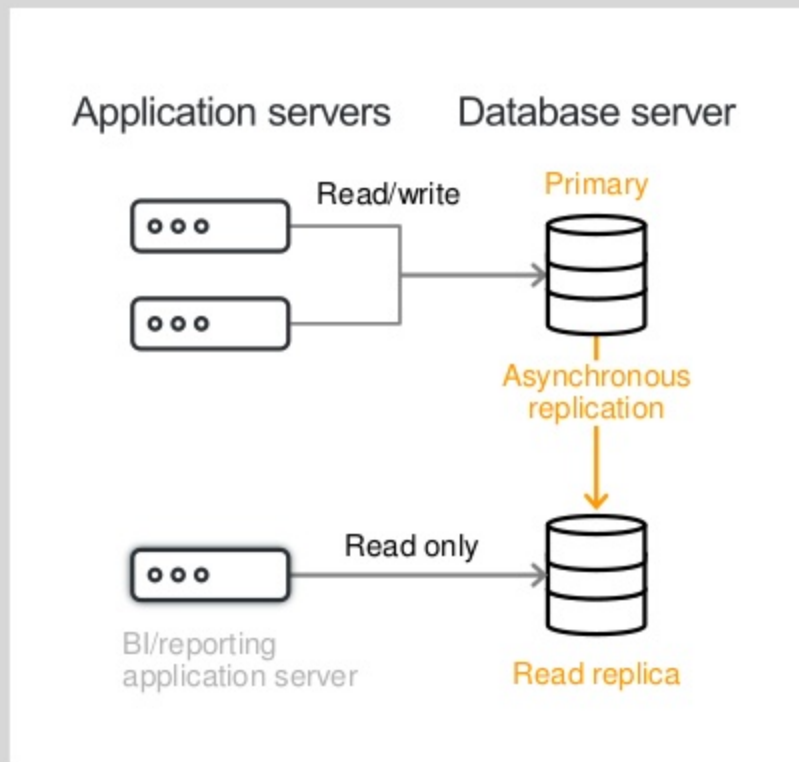 Application servers
Database server
Read/write
Primary
Asynchronous
replication
Read only
BI/reporting
application server
Read replica